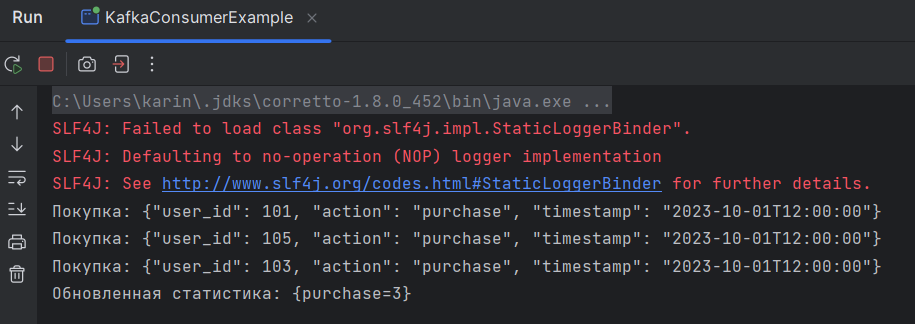 Run KafkaConsumerExample
C:\Users\karin\.jdks\corretto-1.8.0_452\bin\java.exe ...
SLF4J: Failed to load class "org.slf4j.impl.StaticLoggerBinder".
SLF4J: Defaulting to no-operation (NOP) logger implementation
SLF4J: See http://www.slf4j.org/codes.html#StaticLoggerBinder for further details.
Покупка: {"user_id": 101, "action": "purchase", "timestamp": "2023-10-01T12:00:00"}
Покупка: {"user_id": 105, "action": "purchase", "timestamp": "2023-10-01T12:00:00"}
Покупка: {"user_id": 103, "action": "purchase", "timestamp": "2023-10-01T12:00:00"}
Обновленная статистика: {purchase=3}